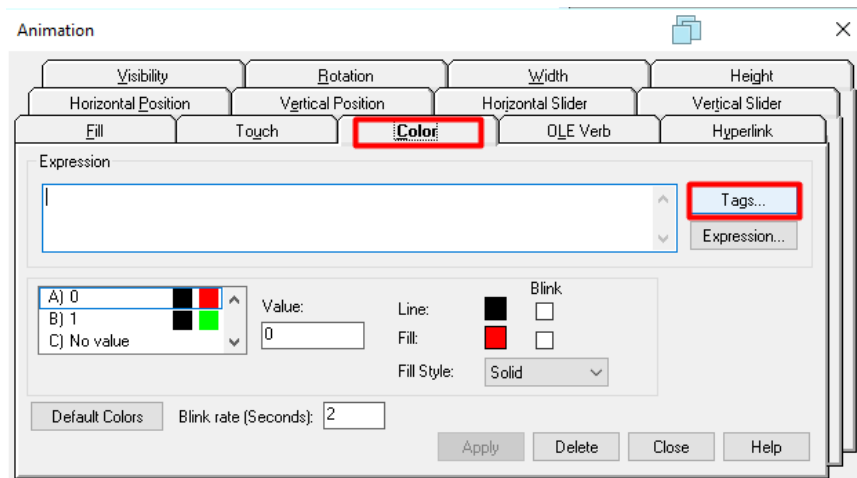 Animation
Visibility Rotation Width Height
Horizontal Position Vertical Position Horizontal Slider Vertical Slider
Fill Touch Color OLE Verb Hyperlink
Expression
Tags...
Expression...
Blink
A) 0
B) 1
C) No value
Value:
0
Line:
Fill:
Fill Style: Solid
Default Colors Blink rate (Seconds): 2
Apply Delete Close Help